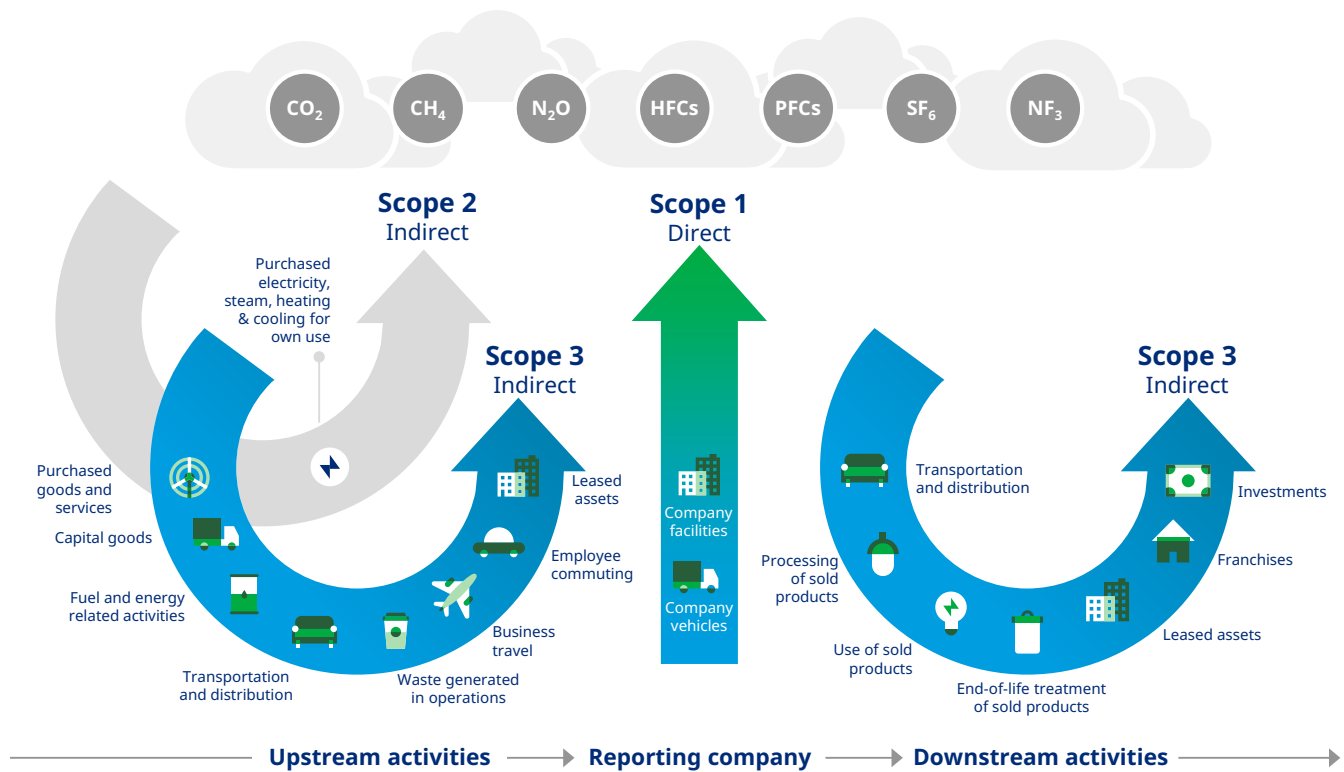 CO₂
CH₄
N₂O
HFCs
PFCs
SF₆
NF₃
Scope 2
Indirect
Scope 1
Direct
Purchased
electricity,
steam, heating
& cooling for
own use
Scope 3
Indirect
Scope 3
Indirect
Purchased
goods and
services
Capital goods
Fuel and energy
related activities
Transportation
and distribution
Waste generated
in operations
Business
travel
Employee
commuting
Leased
assets
Company
facilities
Company
vehicles
Transportation
and distribution
Processing
of sold
products
Use of sold
products
End-of-life treatment
of sold products
Leased assets
Franchises
Investments
Upstream activities
Reporting company
Downstream activities